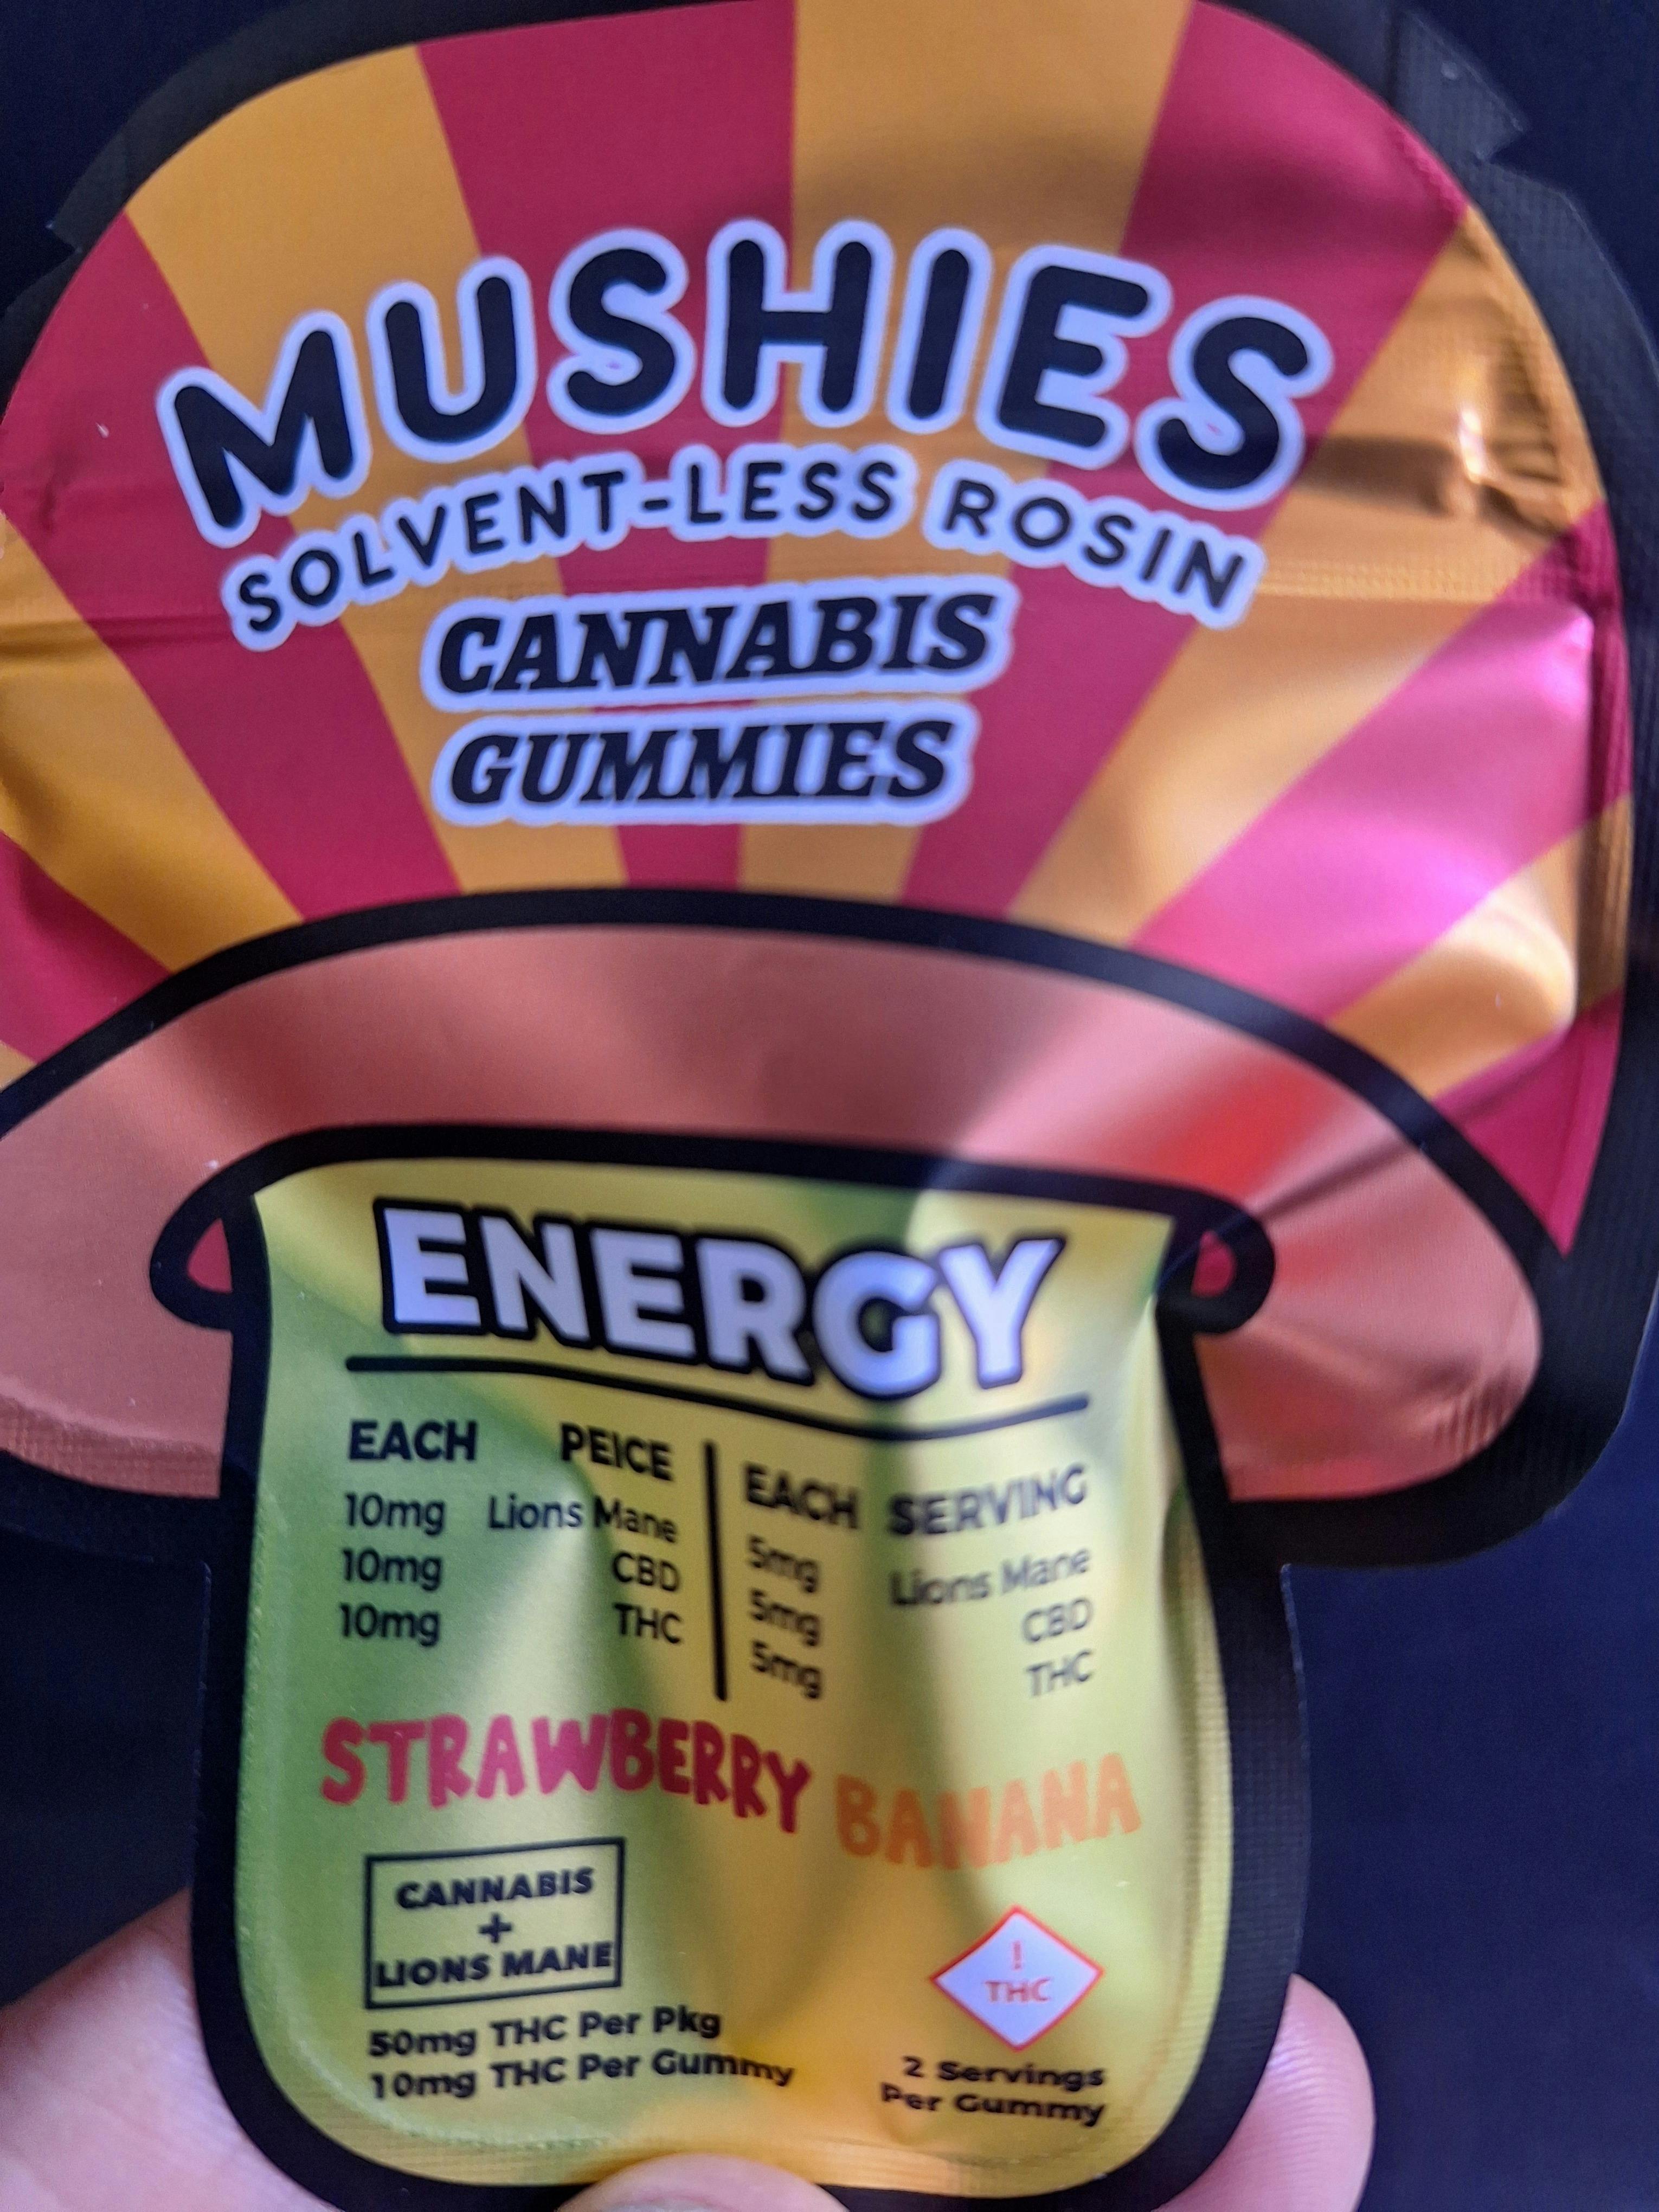 MUSHIES
SOLVENT-LESS ROSIN
CANNABIS
GUMMIES
ENERGY
EACH PEICE
10mg Lions Mane
10mg CBD
10mg THC
EACH SERVING
5mg Lions Mane
5mg CBD
5mg THC
STRAWBERRY BANANA
CANNABIS
+
LIONS MANE
50mg THC Per Pkg
10mg THC Per Gummy
!
THC
2 Servings
Per Gummy